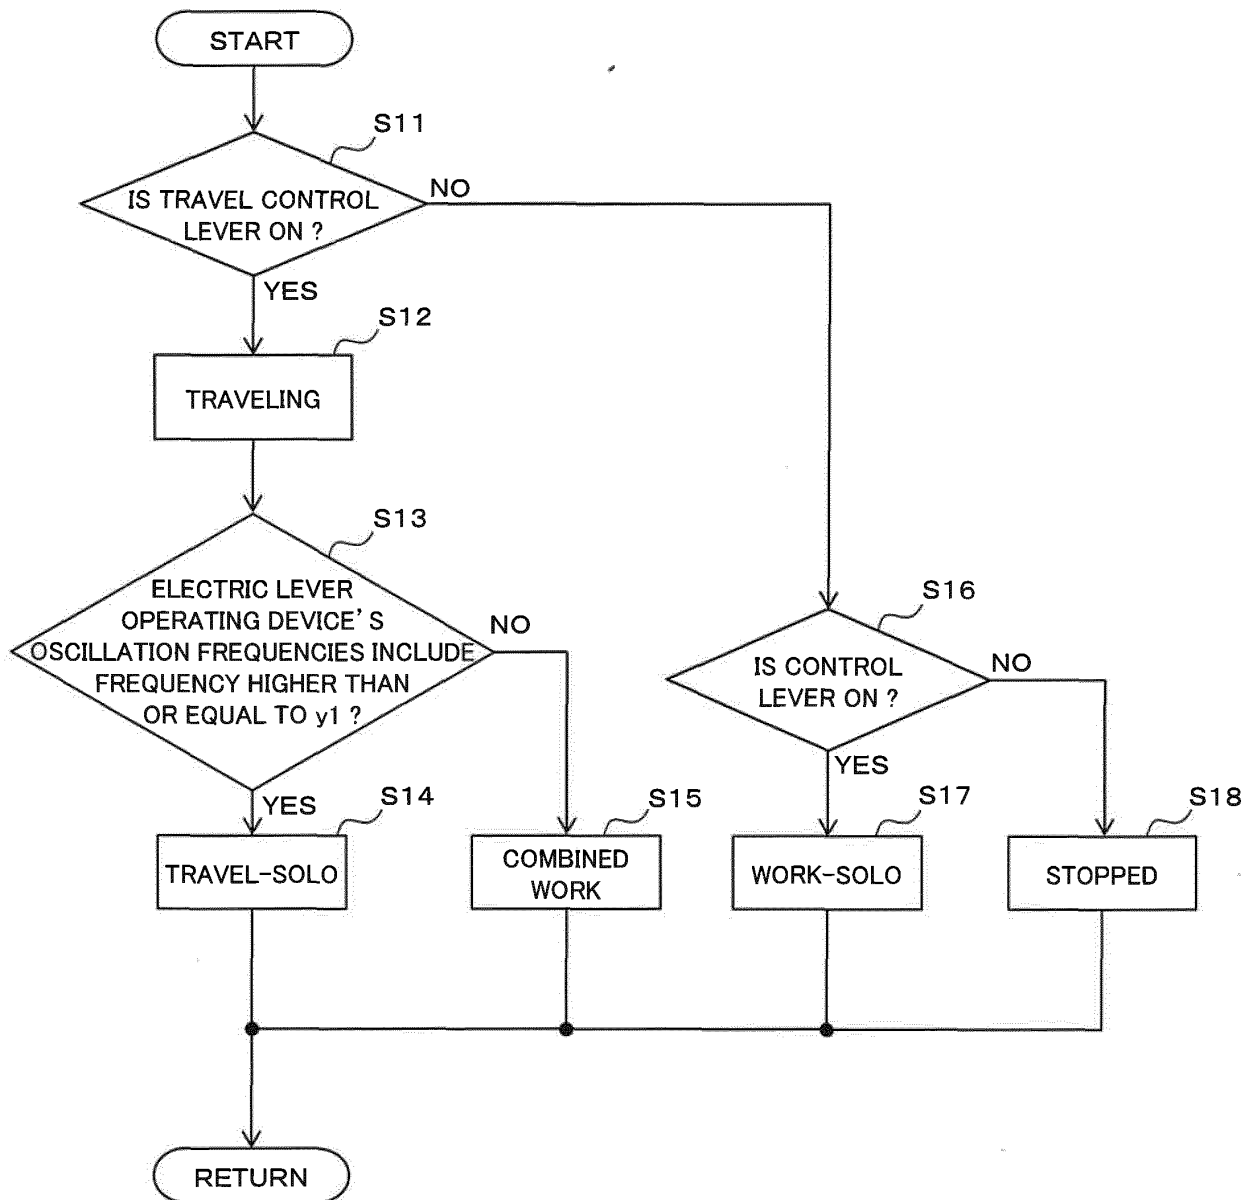 START
S11
IS TRAVEL CONTROL
LEVER ON ?
NO
YES
S12
TRAVELING
S13
ELECTRIC LEVER
OPERATING DEVICE'S
OSCILLATION FREQUENCIES INCLUDE
FREQUENCY HIGHER THAN
OR EQUAL TO y1 ?
NO
YES
S16
IS CONTROL
LEVER ON ?
NO
YES
S14
TRAVEL-SOLO
S15
COMBINED
WORK
S17
WORK-SOLO
S18
STOPPED
RETURN